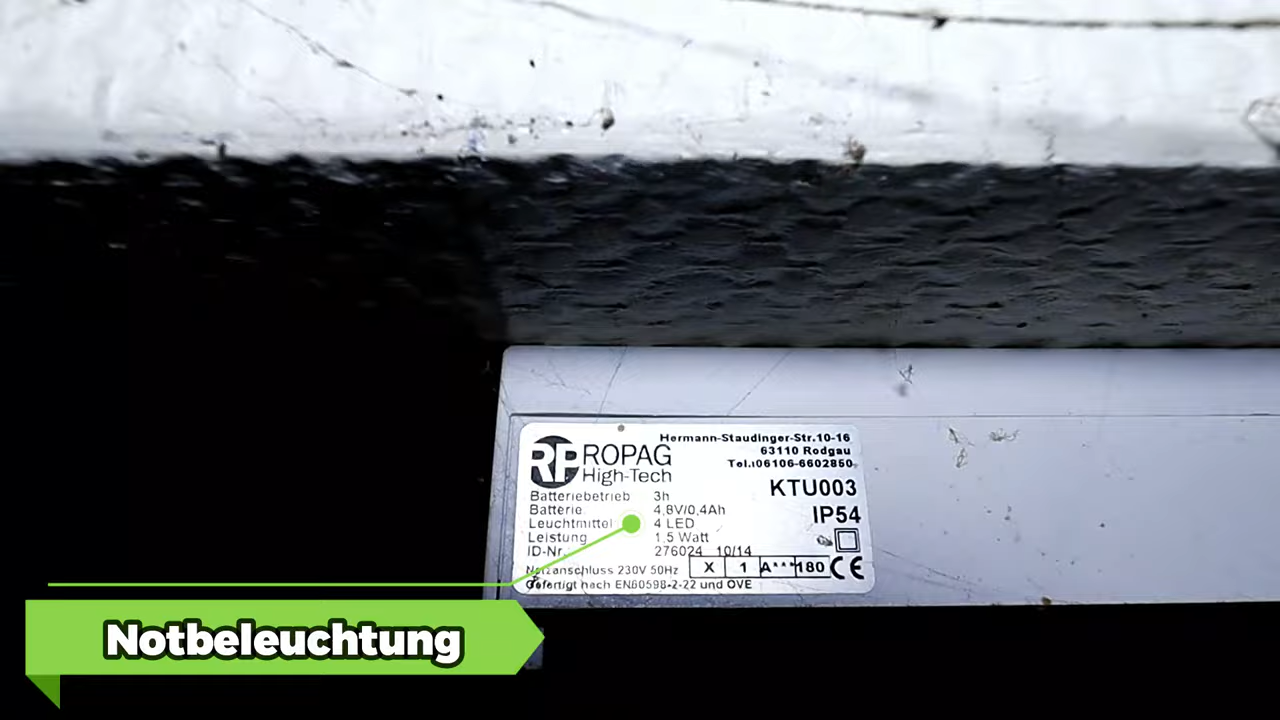 RP ROPAG
High-Tech
Hermann-Staudinger-Str.10-16
63110 Rodgau
Tel.:06106-6602850
KTU003
IP54
Batteriebetrieb 3h
Batterie 4,8V/0,4Ah
Leuchtmittel 4 LED
Leistung 1,5 Watt
ID-Nr. 276024 10/14
Netzanschluss 230V 50Hz X 1 A***180 CE
Gefertigt nach EN60598-2-22 und OVE
Notbeleuchtung